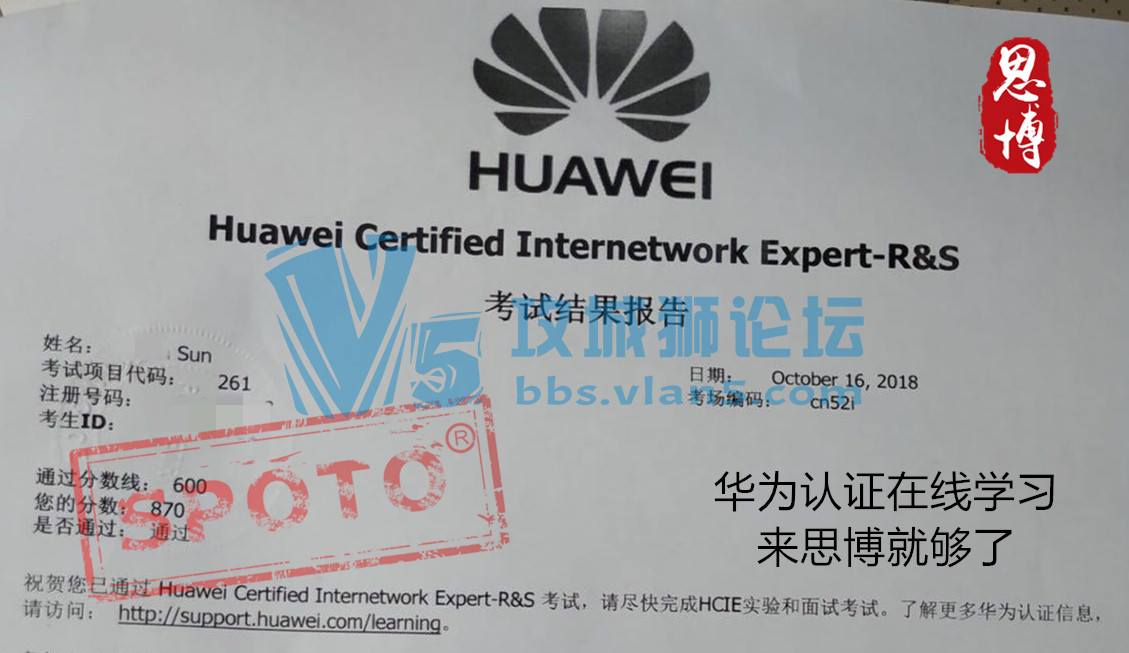 HUAWEI
思博
Huawei Certified Internetwork Expert-R&S
考试结果报告
V5 攻城狮论坛
bbs.vlan5.com
姓名： Sun
考试项目代码： 261
注册号码：
考生ID：
日期： October 16, 2018
考场编码： cn52i
SPOTO®
通过分数线： 600
您的分数： 870
是否通过： 通过
华为认证在线学习
来思博就够了
祝贺您已通过 Huawei Certified Internetwork Expert-R&S 考试，请尽快完成HCIE实验和面试考试。了解更多华为认证信息，
请访问： http://support.huawei.com/learning。